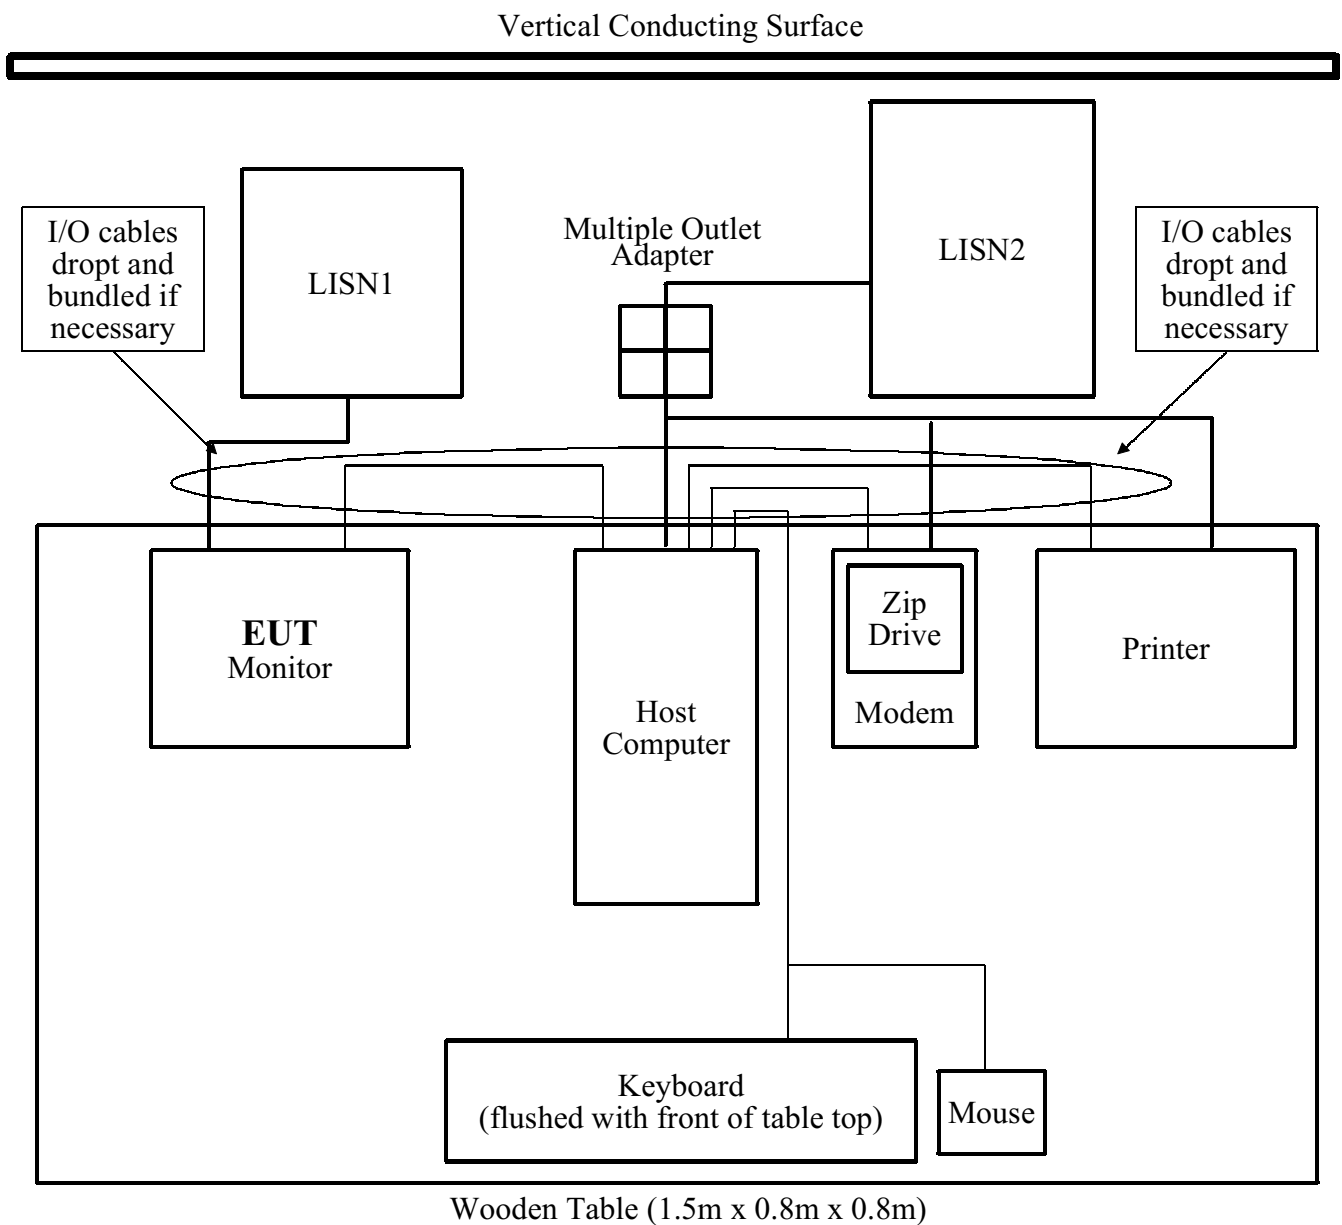 Vertical Conducting Surface
I/O cables
dropt and
bundled if
necessary
LISN1
Multiple Outlet
Adapter
LISN2
I/O cables
dropt and
bundled if
necessary
EUT
Monitor
Host
Computer
Zip
Drive
Modem
Printer
Keyboard
(flushed with front of table top)
Mouse
Wooden Table (1.5m x 0.8m x 0.8m)